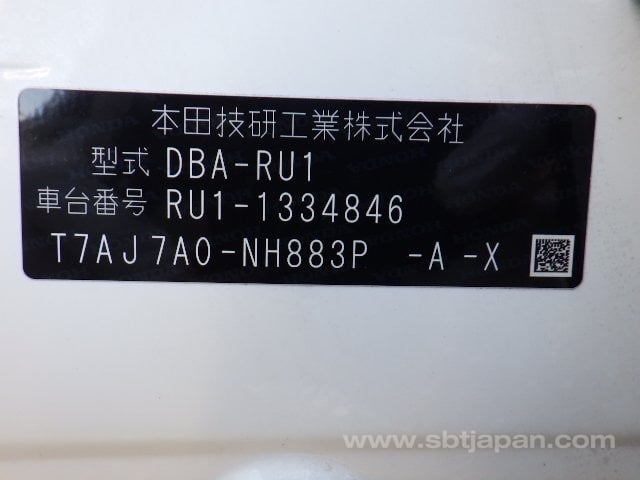 本田技研工業株式会社
型式 DBA-RU1
車台番号 RU1-1334846
T7AJ7A0-NH883P -A -X
www.sbtjapan.com